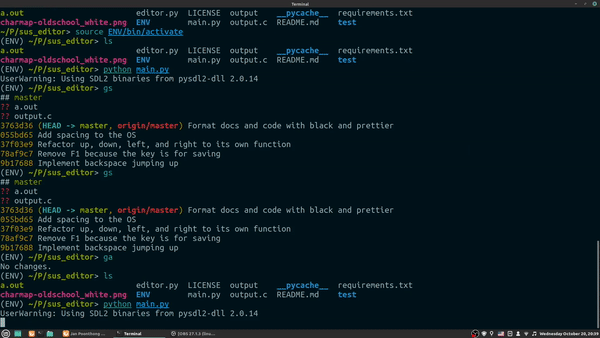 Terminal
a.out editor.py LICENSE output __pycache__ requirements.txt
charmap-oldschool_white.png ENV main.py output.c README.md test
~/P/sus_editor> source ENV/bin/activate
(ENV) ~/P/sus_editor> ls
a.out editor.py LICENSE output __pycache__ requirements.txt
charmap-oldschool_white.png ENV main.py output.c README.md test
(ENV) ~/P/sus_editor> python main.py
UserWarning: Using SDL2 binaries from pysdl2-dll 2.0.14
(ENV) ~/P/sus_editor> gs
## master
?? a.out
?? output.c
3763d36 (HEAD -> master, origin/master) Format docs and code with black and prettier
055bd65 Add spacing to the OS
37f03e9 Refactor up, down, left, and right to its own function
78af9c7 Remove F1 because the key is for saving
9b17688 Implement backspace jumping up
(ENV) ~/P/sus_editor> gs
## master
?? a.out
?? output.c
3763d36 (HEAD -> master, origin/master) Format docs and code with black and prettier
055bd65 Add spacing to the OS
37f03e9 Refactor up, down, left, and right to its own function
78af9c7 Remove F1 because the key is for saving
9b17688 Implement backspace jumping up
(ENV) ~/P/sus_editor> ga
No changes.
(ENV) ~/P/sus_editor> ls
a.out editor.py LICENSE output __pycache__ requirements.txt
charmap-oldschool_white.png ENV main.py output.c README.md test
(ENV) ~/P/sus_editor> python main.py
UserWarning: Using SDL2 binaries from pysdl2-dll 2.0.14
Terminal Wednesday October 20, 20:59